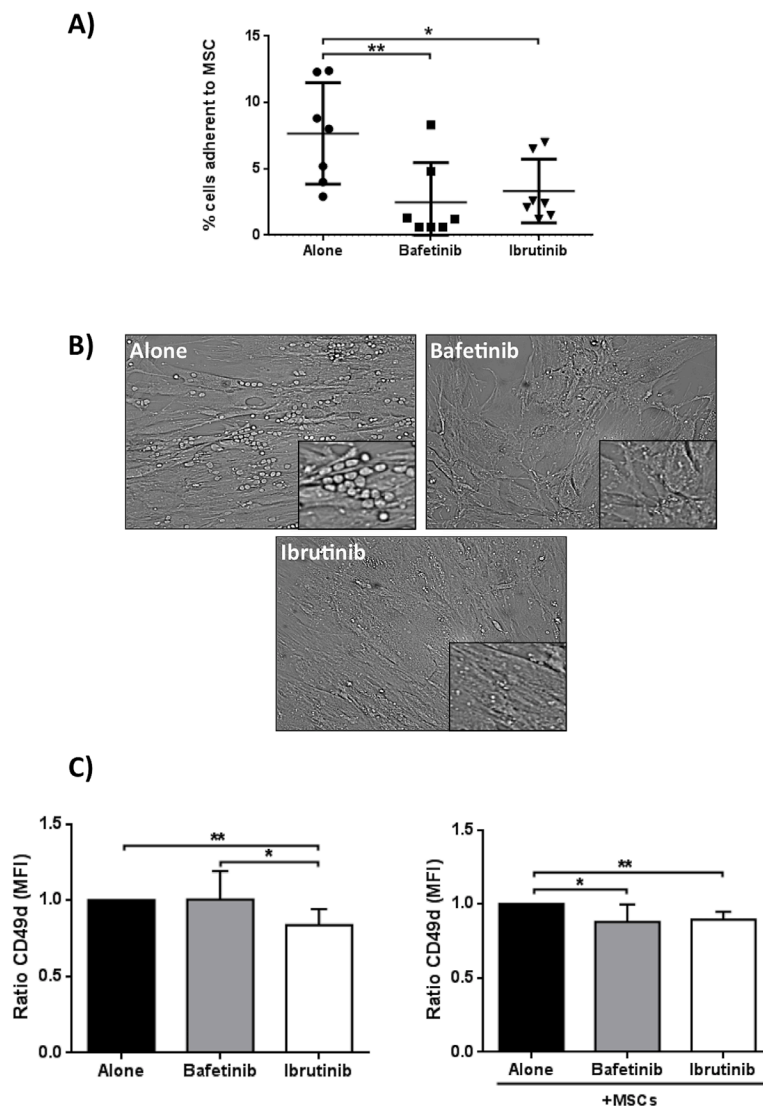 A)
% cells adherent to MSC
15
10
5
0
*
**
Alone Bafetinib Ibrutinib
B)
Alone
Bafetinib
Ibrutinib
C)
Ratio CD49d (MFI)
1.5
1.0
0.5
0.0
**
*
Alone Bafetinib Ibrutinib
Ratio CD49d (MFI)
1.5
1.0
0.5
0.0
**
*
Alone Bafetinib Ibrutinib
+MSCs